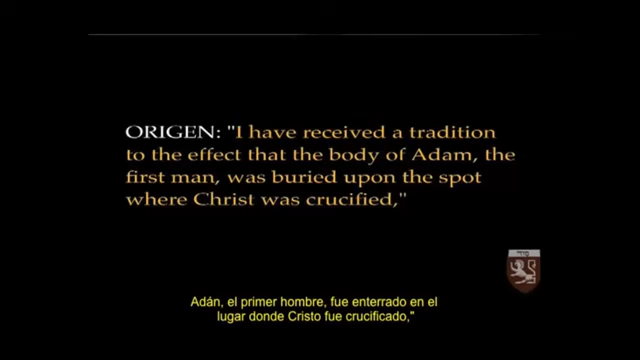 ORIGEN: "I have received a tradition
to the effect that the body of Adam, the
first man, was buried upon the spot
where Christ was crucified,"
Adán, el primer hombre, fue enterrado en el
lugar donde Cristo fue crucificado,"